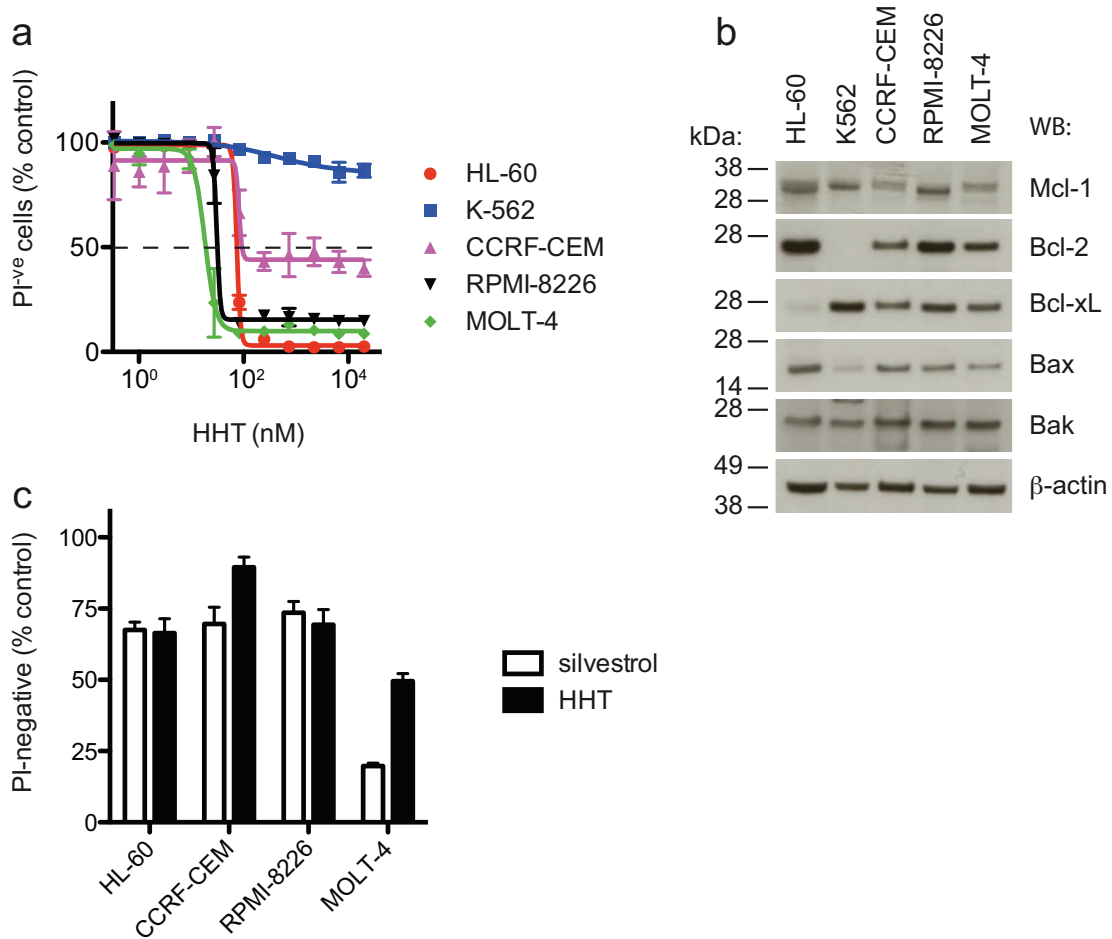 a
PI-ve cells (% control)
100
50
0
10⁰
10²
10⁴
HHT (nM)
HL-60
K-562
CCRF-CEM
RPMI-8226
MOLT-4
b
HL-60
K562
CCRF-CEM
RPMI-8226
MOLT-4
kDa:
WB:
38
28
Mcl-1
28
Bcl-2
28
Bcl-xL
28
14
Bax
28
Bak
49
38
β-actin
c
PI-negative (% control)
100
75
50
25
0
HL-60
CCRF-CEM
RPMI-8226
MOLT-4
silvestrol
HHT